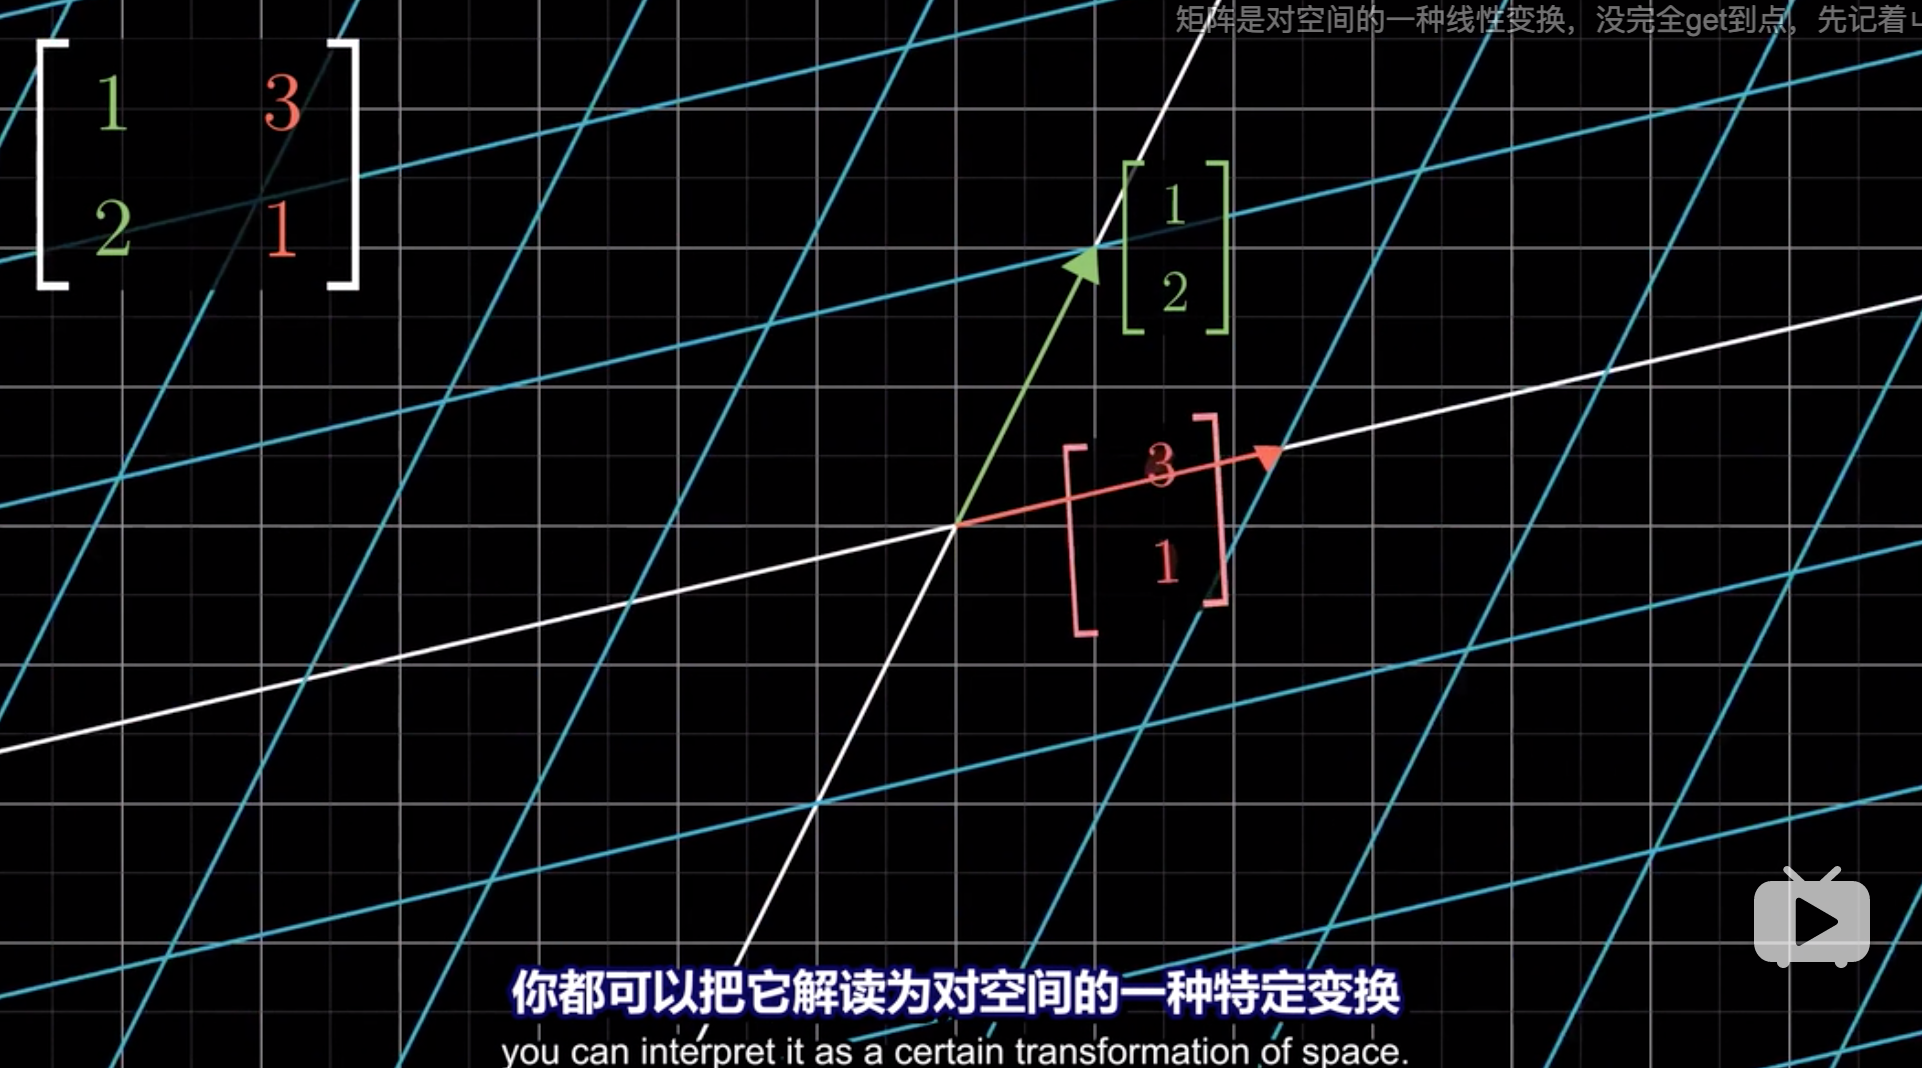 矩阵是对空间的一种线性变换，没完全get到点，先记着
1 3
2 1
1
2
3
1
你都可以把它解读为对空间的一种特定变换
you can interpret it as a certain transformation of space.